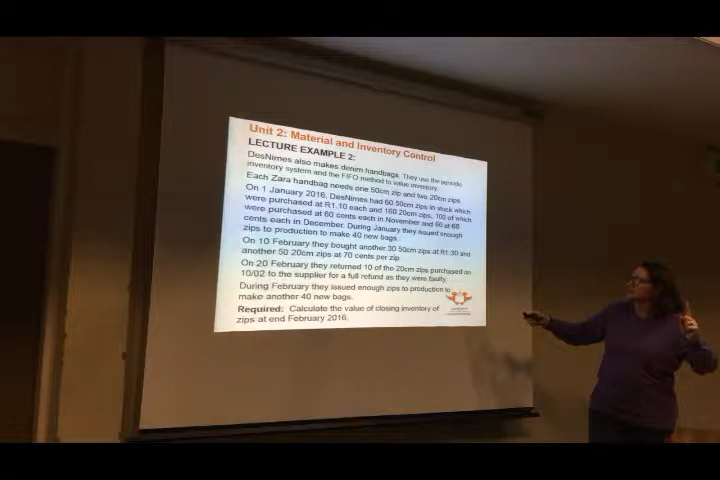 Unit 2: Material and Inventory Control
LECTURE EXAMPLE 2:
DesNimes also makes denim handbags. They use the periodic
inventory system and the FIFO method to value inventory.
Each Zara handbag needs one 50cm zip and two 20cm zips.
On 1 January 2016, DesNimes had 60 50cm zips in stock which
were purchased at R1.10 each and 160 20cm zips, 100 of which
were purchased at 60 cents each in November and 60 at 68
cents each in December. During January they issued enough
zips to production to make 40 new bags.
On 10 February they bought another 30 50cm zips at R1.30 and
another 50 20cm zips at 70 cents per zip.
On 20 February they returned 10 of the 20cm zips purchased on
10/02 to the supplier for a full refund as they were faulty.
During February they issued enough zips to production to
make another 40 new bags.
Required: Calculate the value of closing inventory of
zips at end February 2016.